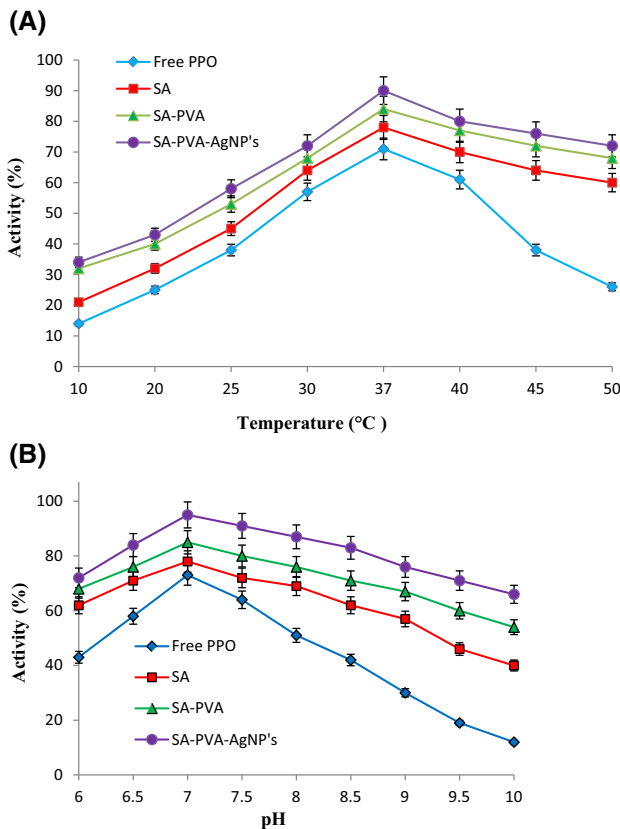 (A)
Free PPO
SA
SA-PVA
SA-PVA-AgNP's
100
90
80
70
60
50
40
30
20
10
0
Activity (%)
10 20 25 30 37 40 45 50
Temperature (°C )
(B)
100
80
60
40
20
0
Activity (%)
Free PPO
SA
SA-PVA
SA-PVA-AgNP's
6 6.5 7 7.5 8 8.5 9 9.5 10
pH